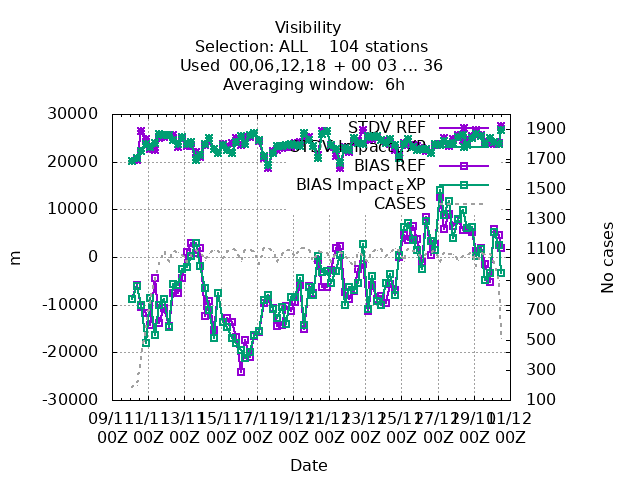 Visibility
Selection: ALL 104 stations
Used 00,06,12,18 + 00 03 ... 36
Averaging window: 6h
30000
20000
10000
0
-10000
-20000
-30000
m
1900
1700
1500
1300
1100
900
700
500
300
100
No cases
STDV REF
STDV Impact_EXP
BIAS REF
BIAS Impact_EXP
CASES
09/11 11/11 13/11 15/11 17/11 19/11 21/12 23/11 25/11 27/11 29/11 01/12
00Z 00Z 00Z 00Z 00Z 00Z 00Z 00Z 00Z 00Z 00Z 00Z
Date